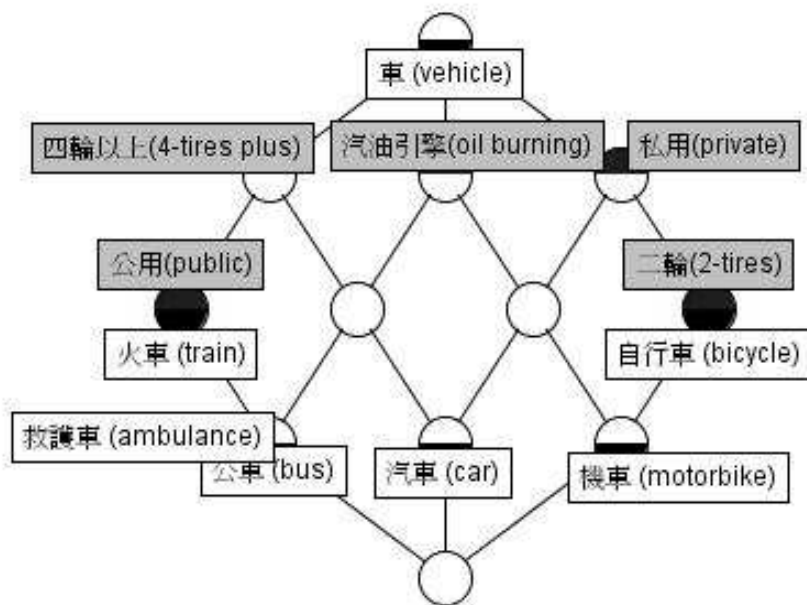 車 (vehicle)
四輪以上(4-tires plus)
汽油引擎(oil burning)
私用(private)
公用(public)
二輪(2-tires)
火車 (train)
自行車 (bicycle)
救護車 (ambulance)
公車 (bus)
汽車 (car)
機車 (motorbike)